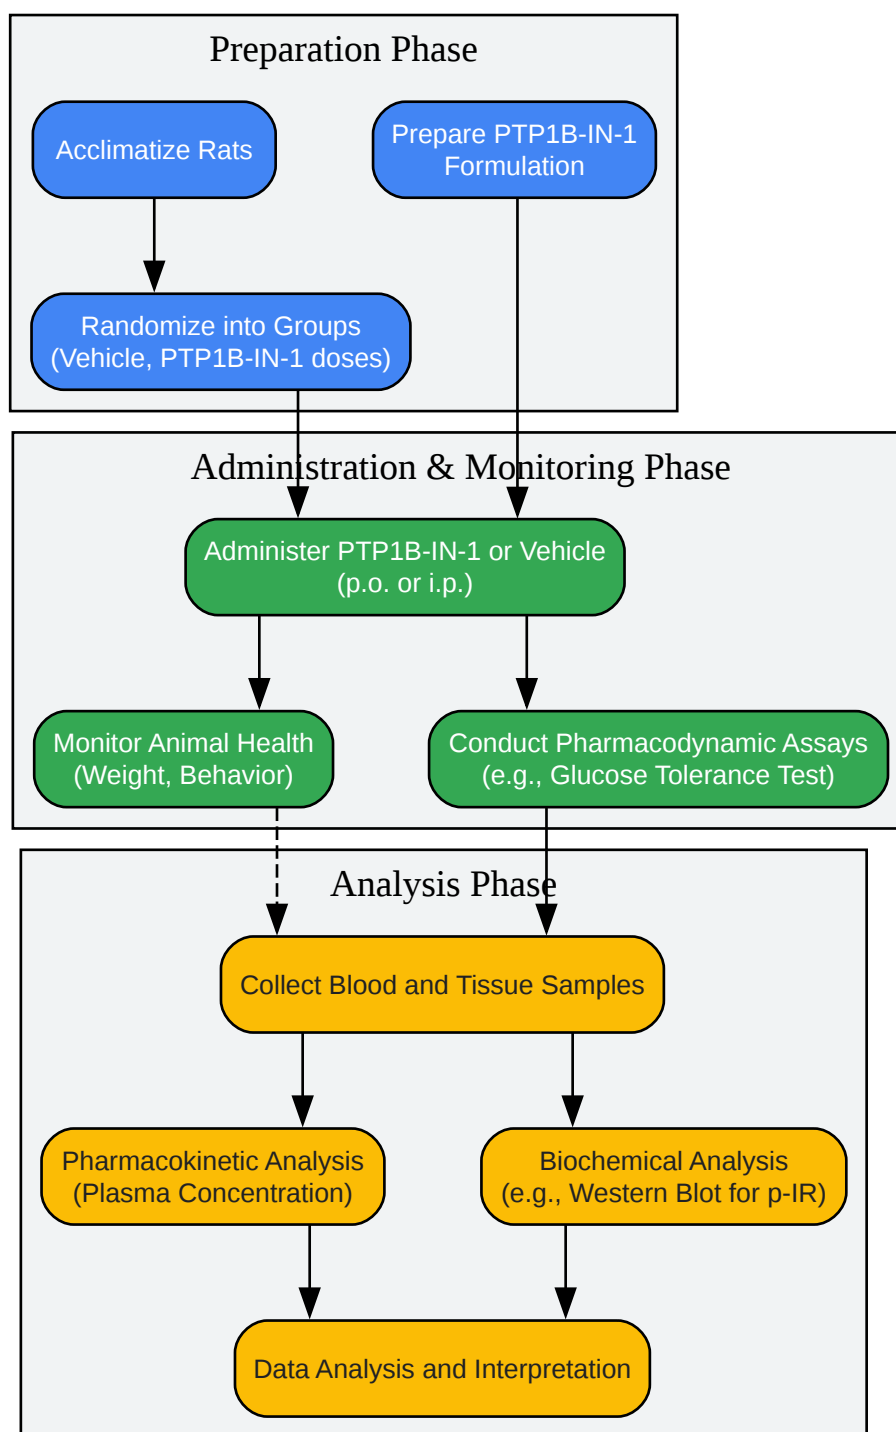 Preparation Phase
Acclimatize Rats
Prepare PTP1B-IN-1
Formulation
Randomize into Groups
(Vehicle, PTP1B-IN-1 doses)
Administration & Monitoring Phase
Administer PTP1B-IN-1 or Vehicle
(p.o. or i.p.)
Monitor Animal Health
(Weight, Behavior)
Conduct Pharmacodynamic Assays
(e.g., Glucose Tolerance Test)
Analysis Phase
Collect Blood and Tissue Samples
Pharmacokinetic Analysis
(Plasma Concentration)
Biochemical Analysis
(e.g., Western Blot for p-IR)
Data Analysis and Interpretation